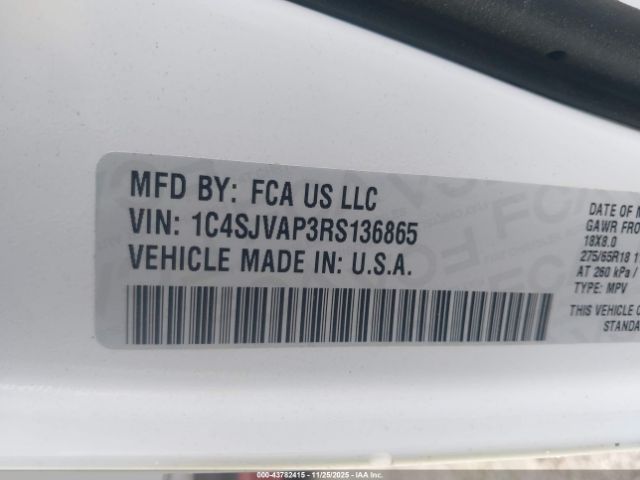 MFD BY: FCA US LLC
VIN: 1C4SJVAP3RS136865
VEHICLE MADE IN: U.S.A.
DATE OF M
GAWR FRO
18X8.0
275/65R18 1
AT 260 kPa /
TYPE: MPV
THIS VEHICLE C
STANDA
000-43782415 -- 11/25/2025 -- IAA Inc.